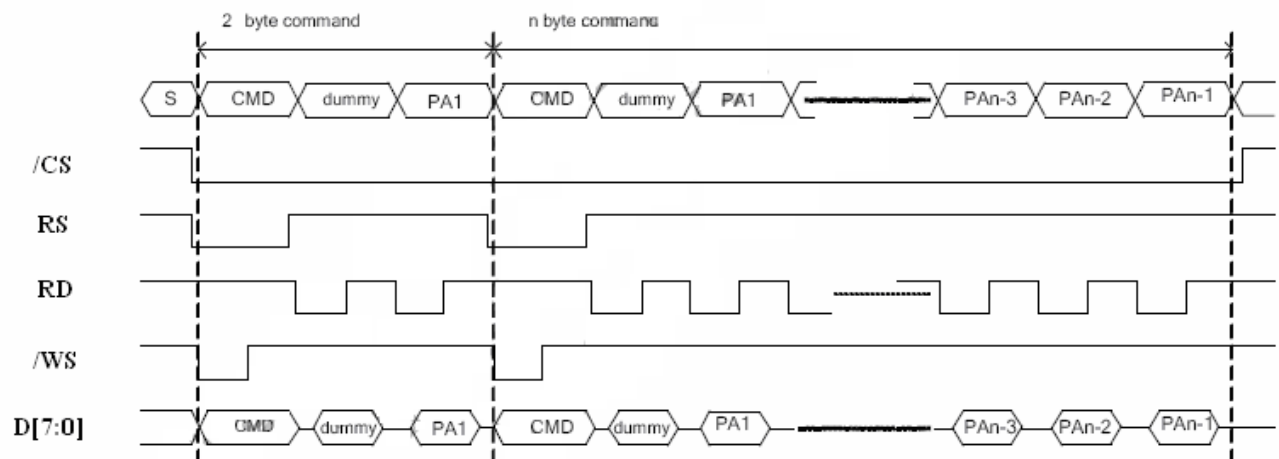 2 byte command n byte command
S CMD dummy PA1 CMD dummy PA1 PAn-3 PAn-2 PAn-1
/CS
RS
RD
/WS
D[7:0] CMD dummy PA1 CMD dummy PA1 PAn-3 PAn-2 PAn-1